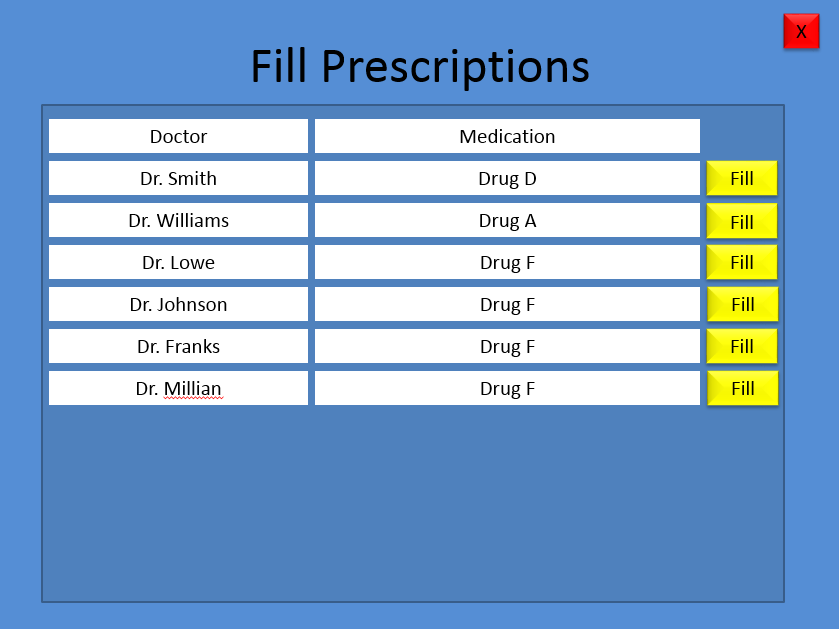 X
Fill Prescriptions
Doctor Medication
Dr. Smith Drug D Fill
Dr. Williams Drug A Fill
Dr. Lowe Drug F Fill
Dr. Johnson Drug F Fill
Dr. Franks Drug F Fill
Dr. Millian Drug F Fill